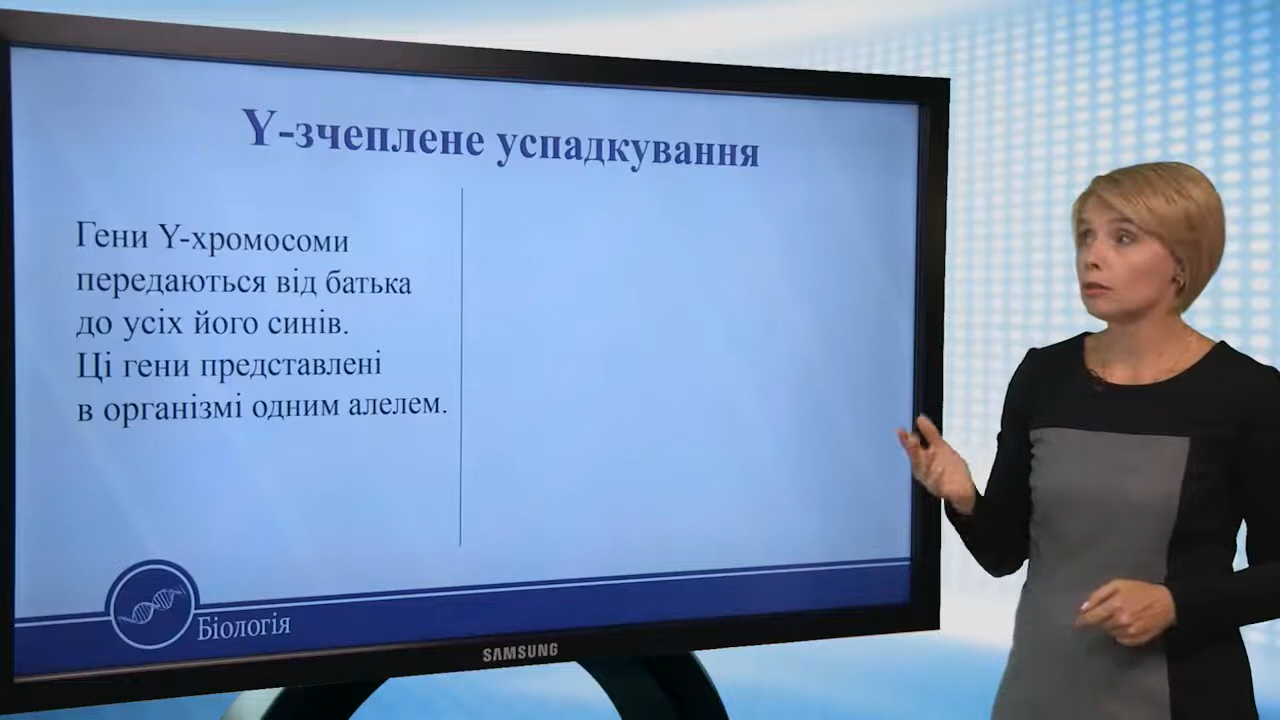 Y-зчеплене успадкування
Гени Y-хромосоми
передаються від батька
до усіх його синів.
Ці гени представлені
в організмі одним алелем.
Біологія
SAMSUNG